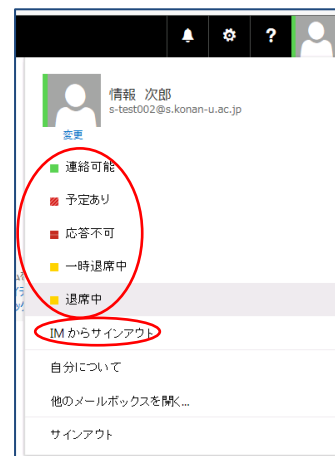 ?
情報 次郎
s-test002@s.konan-u.ac.jp
変更
連絡可能
予定あり
応答不可
一時退席中
退席中
IMからサインアウト
自分について
他のメールボックスを開く...
サインアウト